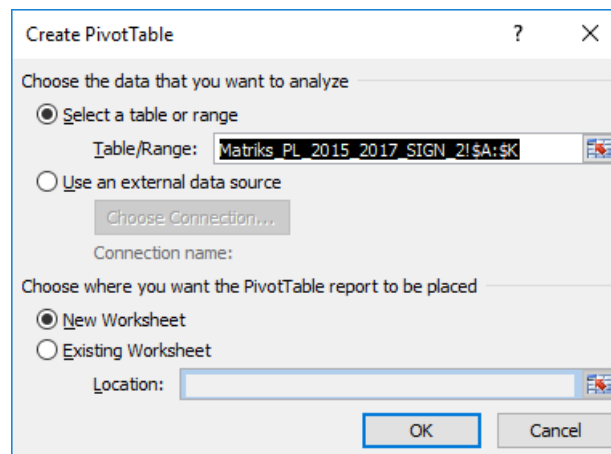 Create PivotTable ?
Choose the data that you want to analyze
Select a table or range
Table/Range: Matriks_PL_2015_2017_SIGN_2!$A:$K
Use an external data source
Choose Connection...
Connection name:
Choose where you want the PivotTable report to be placed
New Worksheet
Existing Worksheet
Location:
OK Cancel